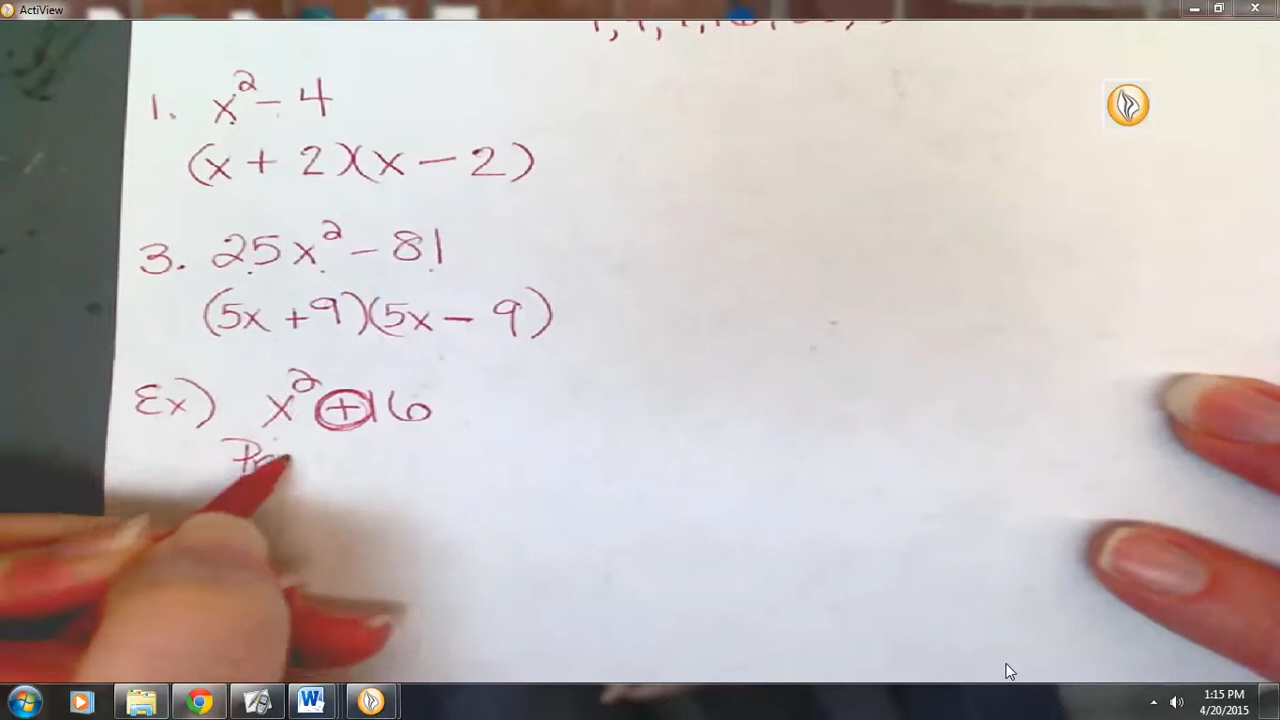 ActiView
1. x² - 4
(x + 2)(x - 2)
3. 25x² - 81
(5x + 9)(5x - 9)
Ex) x² + 16
1:15 PM
4/20/2015